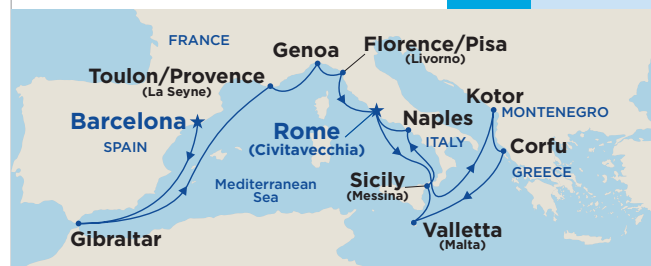 FRANCE
Genoa
Florence/Pisa
(Livorno)
Toulon/Provence
(La Seyne)
Kotor
MONTENEGRO
Barcelona
SPAIN
Rome
(Civitavecchia)
Naples
ITALY
Corfu
GREECE
Mediterranean
Sea
Sicily
(Messina)
Gibraltar
Valletta
(Malta)